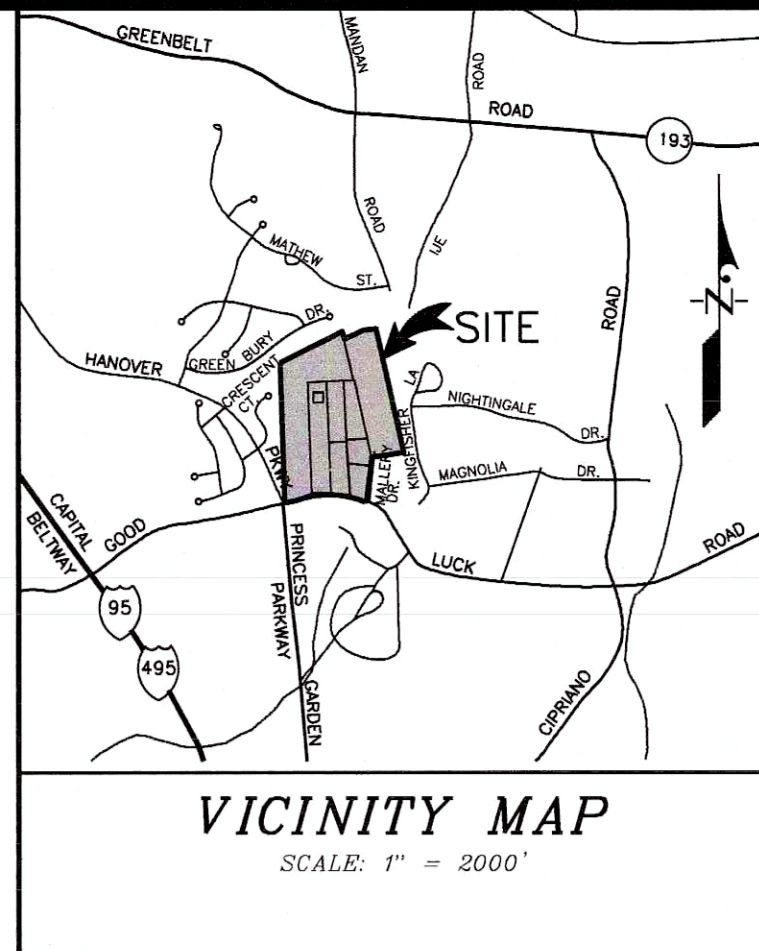 GREENBELT
MANDAN
ROAD
ROAD
193
ROAD
IJE
MATHEW
ST.
DR.
BURY
GREEN
HANOVER
CRESCENT
CT.
SITE
ROAD
N
LA
KINGFISHER
NIGHTINGALE
DR.
MAGNOLIA
DR.
MALLERY
DR.
PKWY
CAPITAL
BELTWAY
GOOD
LUCK
ROAD
PRINCESS
PARKWAY
GARDEN
95
495
CIPRIANO
VICINITY MAP
SCALE: 1" = 2000'